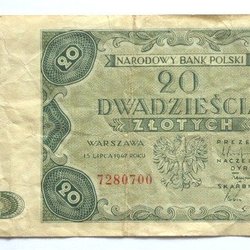 20
NARODOWY BANK POLSKI
20
DWADZIEŚCIA
ZŁOTYCH
WARSZAWA
15 LIPCA 1947 ROKU
7280700
20